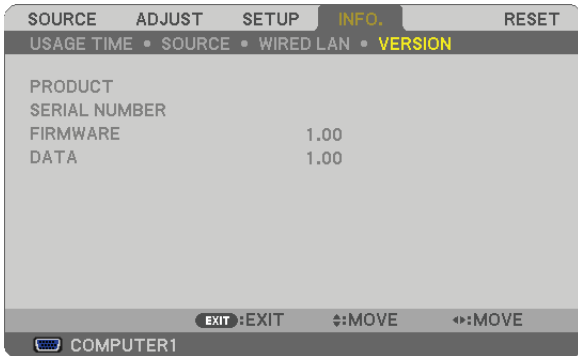 SOURCE ADJUST SETUP INFO. RESET
USAGE TIME • SOURCE • WIRED LAN • VERSION
PRODUCT
SERIAL NUMBER
FIRMWARE 1.00
DATA 1.00
EXIT :EXIT :MOVE :MOVE
COMPUTER1